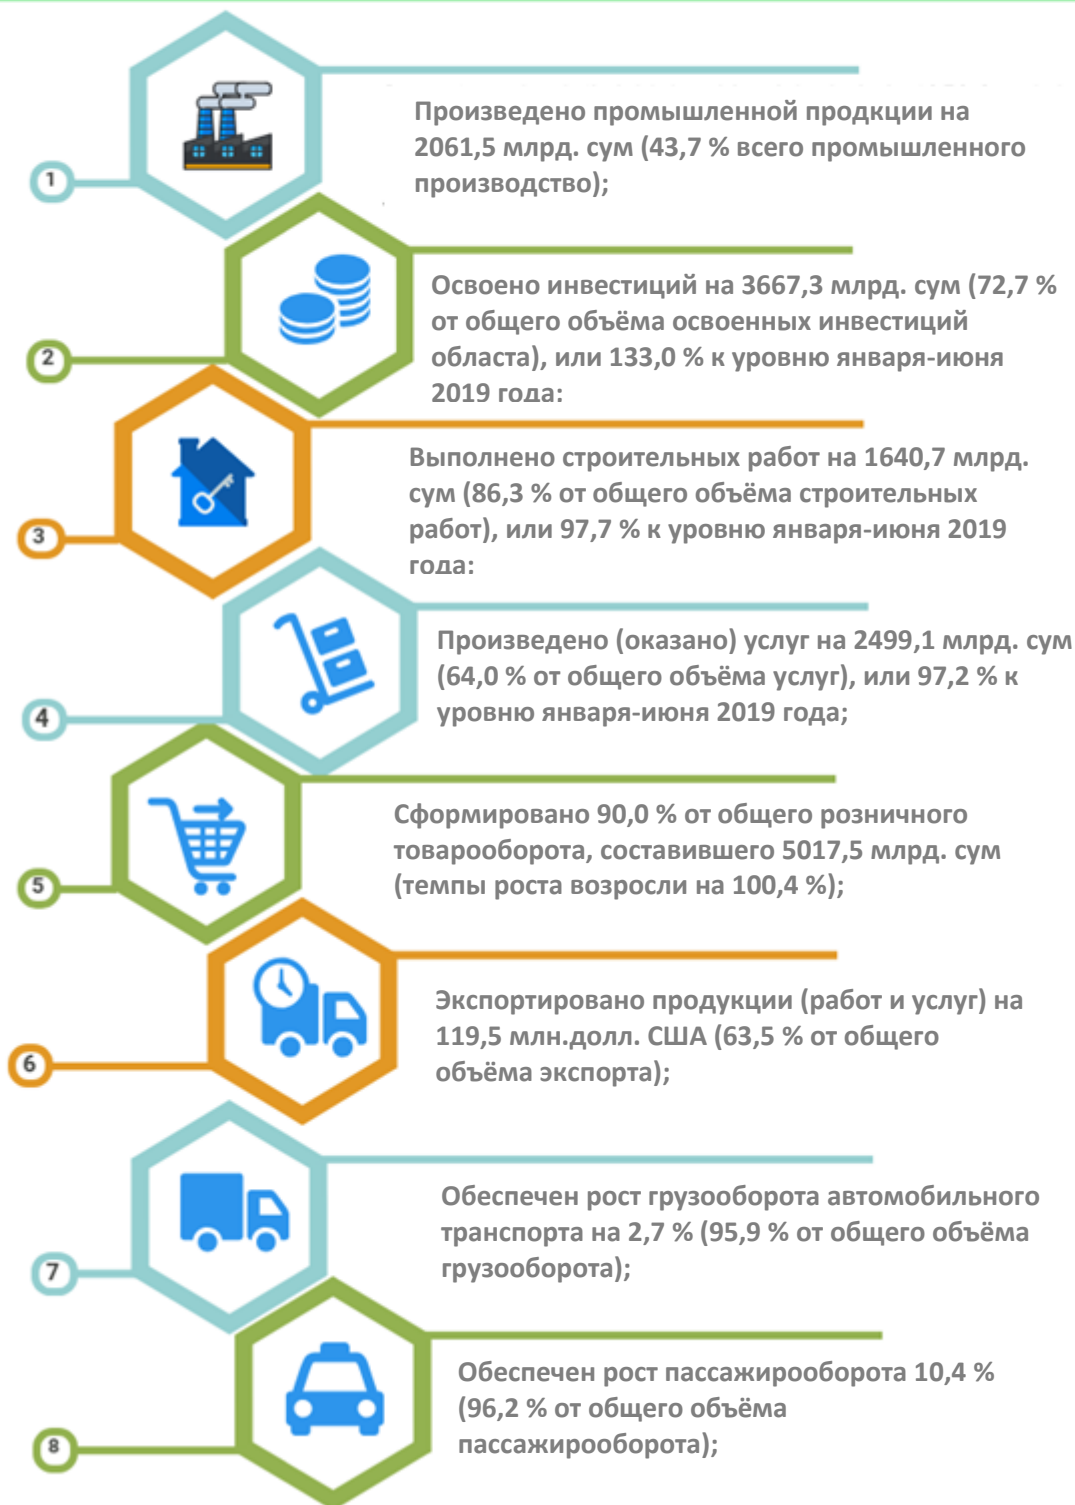 Произведено промышленной продкции на
2061,5 млрд. сум (43,7 % всего промышленного
производство);
1
Освоено инвестиций на 3667,3 млрд. сум (72,7 %
от общего объёма освоенных инвестиций
областа), или 133,0 % к уровню января-июня
2019 года;
2
Выполнено строительных работ на 1640,7 млрд.
сум (86,3 % от общего объёма строительных
работ), или 97,7 % к уровню января-июня 2019
года;
3
Произведено (оказано) услуг на 2499,1 млрд. сум
(64,0 % от общего объёма услуг), или 97,2 % к
уровню января-июня 2019 года;
4
Сформировано 90,0 % от общего розничного
товарооборота, составившего 5017,5 млрд. сум
(темпы роста возросли на 100,4 %);
5
Экспортировано продукции (работ и услуг) на
119,5 млн.долл. США (63,5 % от общего
объёма экспорта);
6
Обеспечен рост грузооборота автомобильного
транспорта на 2,7 % (95,9 % от общего объёма
грузооборота);
7
Обеспечен рост пассажирооборота 10,4 %
(96,2 % от общего объёма
пассажирооборота);
8